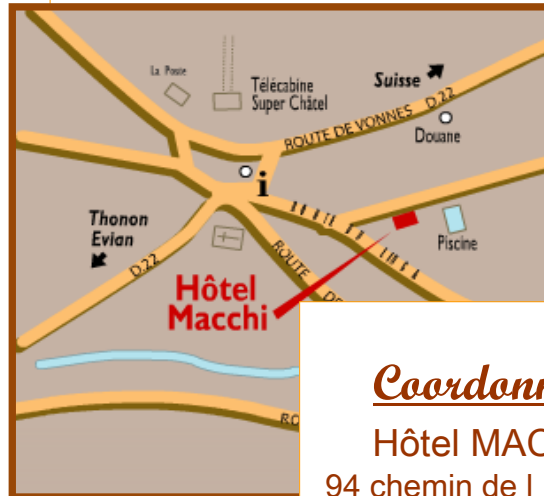 La Poste
Télécabine
Super Châtel
Suisse
ROUTE DE VONNES D.22
Douane
i
Thonon
Evian
D.22
Piscine
ROUTE
Hôtel
Macchi
Coordonn
Hôtel MAC
94 chemin de l